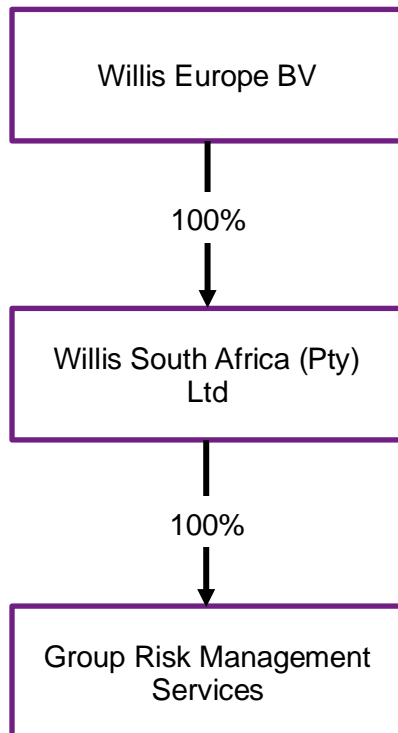 Willis Europe BV
100%
Willis South Africa (Pty)
Ltd
100%
Group Risk Management
Services